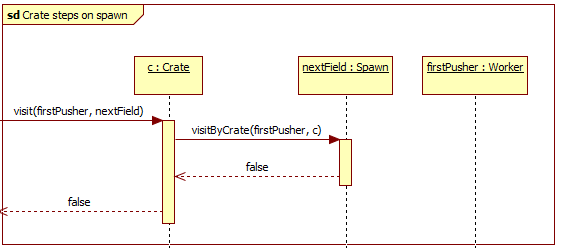 sd Crate steps on spawn
c : Crate
nextField : Spawn
firstPusher : Worker
visit(firstPusher, nextField)
visitByCrate(firstPusher, c)
false
false